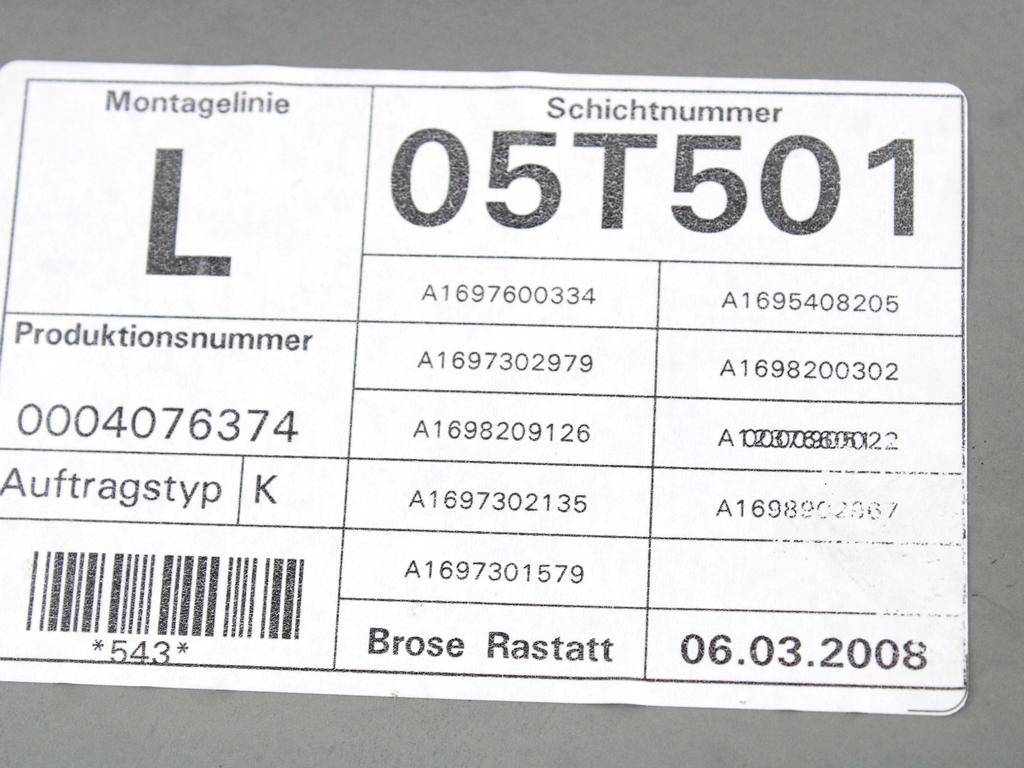 Montagelinie
L
Schichtnummer
05T501
A1697600334 A1695408205
A1697302979 A1698200302
A1698209126
A1697302135
A1697301579
Produktionsnummer
0004076374
Auftragstyp K
*543*
Brose Rastatt 06.03.2008